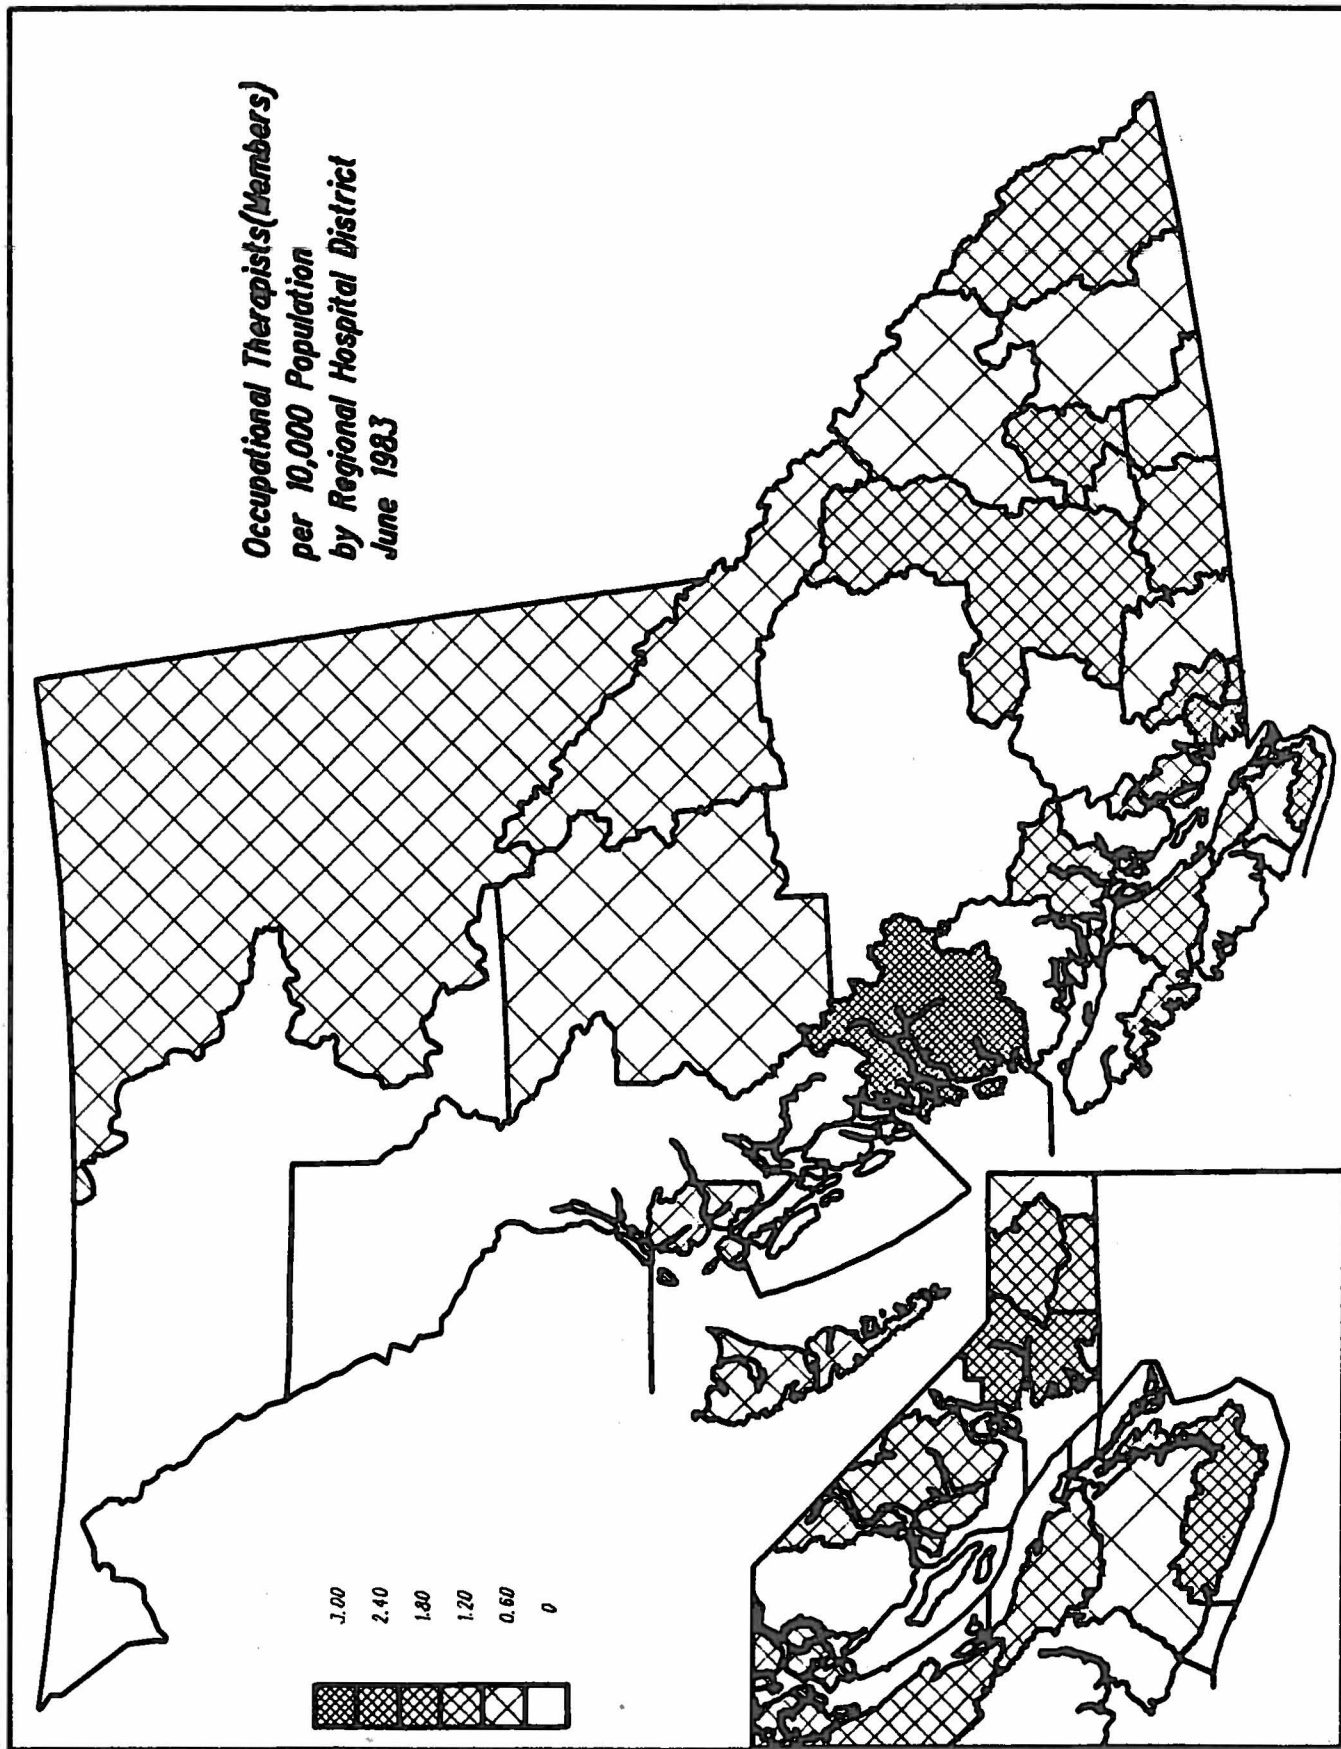 Occupational Therapists(Members)
per 10,000 Population
by Regional Hospital District
June 1983
3.00
2.40
1.80
1.20
0.60
0